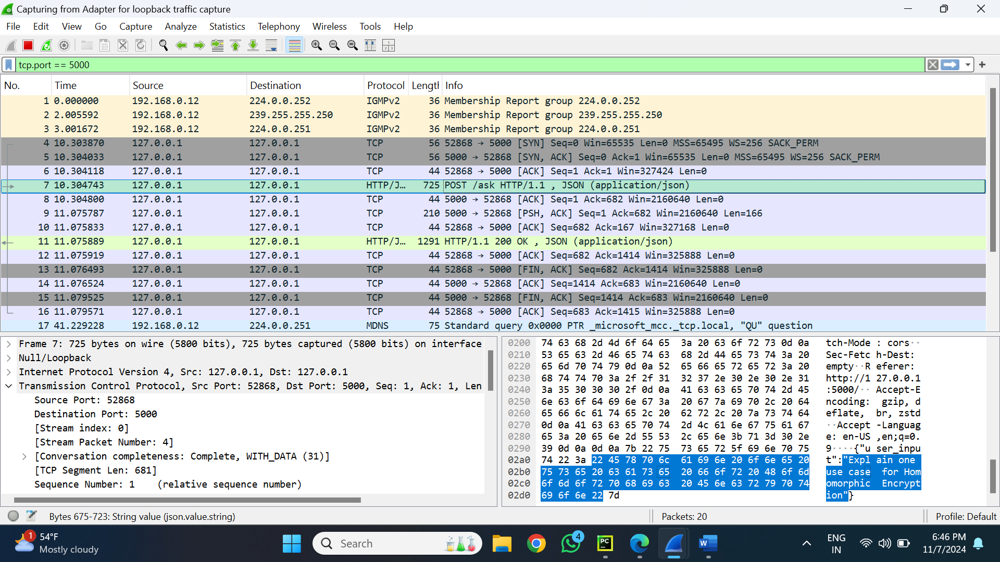 Capturing from Adapter for loopback traffic capture
File Edit View Go Capture Analyze Statistics Telephony Wireless Tools Help
tcp.port == 5000
No. Time Source Destination Protocol Length Info
1 0.000000 192.168.0.12 224.0.0.252 IGMPv2 36 Membership Report group 224.0.0.252
2 2.005592 192.168.0.12 239.255.255.250 IGMPv2 36 Membership Report group 239.255.255.250
3 3.001672 192.168.0.12 224.0.0.251 IGMPv2 36 Membership Report group 224.0.0.251
4 10.303870 127.0.0.1 127.0.0.1 TCP 56 52868 → 5000 [SYN] Seq=0 Win=65535 Len=0 MSS=65495 WS=256 SACK_PERM
5 10.304033 127.0.0.1 127.0.0.1 TCP 56 5000 → 52868 [SYN, ACK] Seq=0 Ack=1 Win=65535 Len=0 MSS=65495 WS=256 SACK_PERM
6 10.304118 127.0.0.1 127.0.0.1 TCP 44 52868 → 5000 [ACK] Seq=1 Ack=1 Win=327424 Len=0
7 10.304743 127.0.0.1 127.0.0.1 HTTP/J… 725 POST /ask HTTP/1.1 , JSON (application/json)
8 10.304800 127.0.0.1 127.0.0.1 TCP 44 5000 → 52868 [ACK] Seq=1 Ack=682 Win=2160640 Len=0
9 11.075787 127.0.0.1 127.0.0.1 TCP 210 5000 → 52868 [PSH, ACK] Seq=1 Ack=682 Win=2160640 Len=166
10 11.075833 127.0.0.1 127.0.0.1 TCP 44 52868 → 5000 [ACK] Seq=682 Ack=167 Win=327168 Len=0
11 11.075889 127.0.0.1 127.0.0.1 HTTP/J… 1291 HTTP/1.1 200 OK , JSON (application/json)
12 11.075919 127.0.0.1 127.0.0.1 TCP 44 52868 → 5000 [ACK] Seq=682 Ack=1414 Win=325888 Len=0
13 11.076493 127.0.0.1 127.0.0.1 TCP 44 52868 → 5000 [FIN, ACK] Seq=682 Ack=1414 Win=325888 Len=0
14 11.076524 127.0.0.1 127.0.0.1 TCP 44 5000 → 52868 [ACK] Seq=1414 Ack=683 Win=2160640 Len=0
15 11.079525 127.0.0.1 127.0.0.1 TCP 44 5000 → 52868 [FIN, ACK] Seq=1414 Ack=683 Win=2160640 Len=0
16 11.079571 127.0.0.1 127.0.0.1 TCP 44 52868 → 5000 [ACK] Seq=683 Ack=1415 Win=325888 Len=0
17 41.229228 192.168.0.12 224.0.0.251 MDNS 75 Standard query 0x0000 PTR _microsoft_mcc._tcp.local, "QU" question
Frame 7: 725 bytes on wire (5800 bits), 725 bytes captured (5800 bits) on interface
Null/Loopback
Internet Protocol Version 4, Src: 127.0.0.1, Dst: 127.0.0.1
Transmission Control Protocol, Src Port: 52868, Dst Port: 5000, Seq: 1, Ack: 1, Len
Source Port: 52868
Destination Port: 5000
[Stream index: 0]
[Stream Packet Number: 4]
[Conversation completeness: Complete, WITH_DATA (31)]
[TCP Segment Len: 681]
Sequence Number: 1 (relative sequence number)
0200 74 63 68 2d 4d 6f 64 65 3a 20 63 6f 72 73 0d 0a tch-Mode : cors··
0210 53 65 63 2d 46 65 74 63 68 2d 44 65 73 74 3a 20 Sec-Fetc h-Dest:
0220 65 6d 70 74 79 0d 0a 52 65 66 65 72 65 72 3a 20 empty··R eferer:
0230 68 74 74 70 3a 2f 2f 31 32 37 2e 30 2e 30 2e 31 http://1 27.0.0.1
0240 3a 35 30 30 30 2f 0d 0a 41 63 63 65 70 74 2d 45 :5000/·· Accept-E
0250 6e 63 6f 64 69 6e 67 3a 20 67 7a 69 70 2c 20 64 ncoding: gzip, d
0260 65 66 6c 61 74 65 2c 20 62 72 2c 20 7a 73 74 64 eflate, br, zstd
0270 0d 0a 41 63 63 65 70 74 2d 4c 61 6e 67 75 61 67 ··Accept -Languag
0280 65 3a 20 65 6e 2d 55 53 2c 65 6e 3b 71 3d 30 2e e: en-US ,en;q=0.
0290 39 0d 0a 0d 0a 7b 22 75 73 65 72 5f 69 6e 70 75 9····{"u ser_inpu
02a0 74 22 3a 22 45 78 70 6c 61 69 6e 20 6f 6e 65 20 t":"Expl ain one
02b0 75 73 65 20 63 61 73 65 20 66 6f 72 20 48 6f 6d use case for Hom
02c0 6f 6d 6f 72 70 68 69 63 20 45 6e 63 72 79 70 74 omorphic Encrypt
02d0 69 6f 6e 22 7d ion"}
Bytes 675-723: String value (json.value.string)
Packets: 20
Profile: Default
1
54°F
Mostly cloudy
Search
4
PC
W
ENG
IN
6:46 PM
11/7/2024